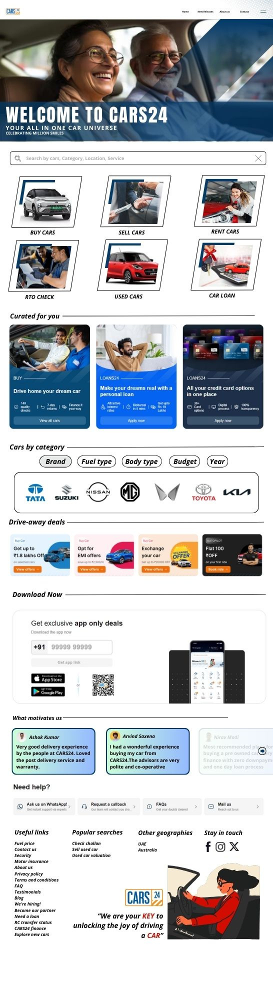 CARS 24
Home New Releases About us Contact
WELCOME TO CARS24
YOUR ALL IN ONE CAR UNIVERSE
CELEBRATING MILLION SMILES
Search by cars, Category, Location, Service
BUY CARS
SELL CARS
RENT CARS
RTO CHECK
USED CARS
CAR LOAN
Curated for you
BUY
Drive home your dream car
140 quality checks
7-day returns
Finance it your way
View all cars
LOANS24
Make your dreams real with a
personal loan
Attractive interest rates
Disbursal in 5 mins
Get upto Rs 10 Lakhs
Apply now
LOANS24
All your credit card options
in one place
30+ Card options
Digital process
100% transparency
Apply now
Cars by category
Brand Fuel type Body type Budget Year
TATA
SUZUKI
NISSAN
MG
TOYOTA
KIA
Drive-away deals
Buy Car
Get up to
₹1.8 lakhs Off
on selected cars
View offers
Buy Car
Opt for
EMI offers
save up to ₹2,500/m
View offers
Buy Car
Exchange
your car
Get up to ₹20000 OFF
View offers
EXCHANGE
OFFER
AUTOPILOT
Flat 100
₹OFF
on your first ride
Book ride
Download Now
Get exclusive app only deals
Download the app now
+91 99999 99999
Get app link
Download on the
App Store
GET IT ON
Google Play
or
What motivates us
Ashok Kumar
Very good delivery experience
by the people at CARS24. Loved
the post delivery service and
warranty.
Arvind Saxena
I had a wonderful experience
buying my car from
CARS24.The advisors are very
polite and co-operative
Nirav Modi
Most recommended place for
buying a pre owned car
finance with zero downpaym
and one day loan process
Need help?
Ask us on WhatsApp!
Get instant support via experts
Request a callback
Our team will contact you sho
FAQs
Get your doubts cleared
Mail us
Reach out to us
Useful links
Fuel price
Contact us
Security
Motor insurance
About us
Privacy policy
Terms and conditions
FAQ
Testimonials
Blog
We're hiring!
Become our partner
Need a loan
RC transfer status
CARS24 finance
Explore new cars
Popular searches
Check challan
Sell used car
Used car valuation
Other geographies
UAE
Australia
Stay in touch
CARS 24
“We are your KEY to
unlocking the joy of driving
a CAR”